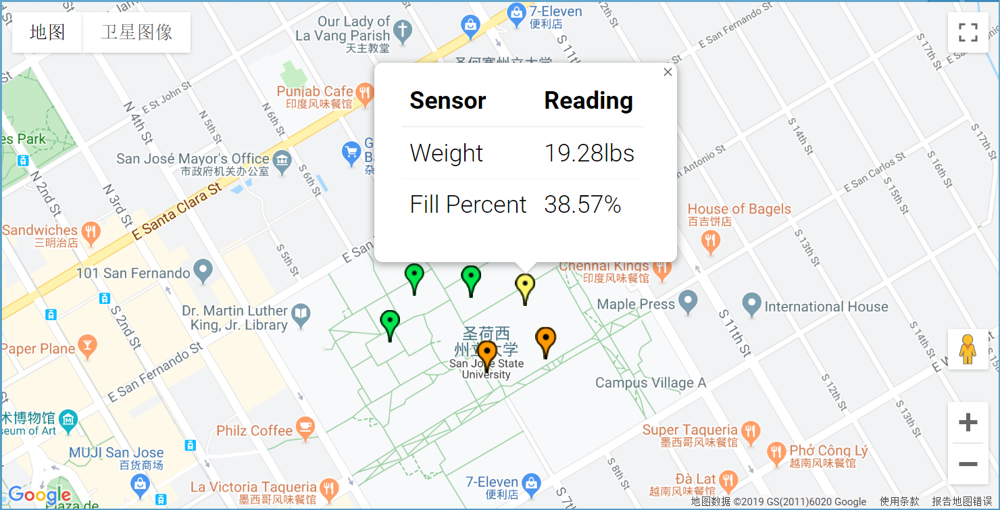 地图 卫星图像
Our Lady of
La Vang Parish
天主教堂
7-Eleven
便利店
S 11th St
E San Fernando St
S 17th St
圣何塞州立大学
Punjab Cafe
印度风味餐馆
E St John St
N 4th St
N 5th St
N 6th St
es Park
San José Mayor's Office
市政府机关办公室
S 6th St
N 2nd St
N 3rd St
E Santa Clara St
Sensor Reading
Weight 19.28lbs
Fill Percent 38.57%
S 14th St
S 17th St
Antonio St
E San Carlos St
S 16th St
S 15th St
House of Bagels
百吉饼店
S 13th St
Sandwiches
三明治店
S 5th St
E San
101 San Fernando
Chennai Kings
印度风味餐馆
Maple Press
International House
Dr. Martin Luther
King, Jr. Library
S 2nd St
S 11th St
S 14th St
S 15th St
圣荷西
州立大学
San Jose State
University
Paper Plane
E San Fernando St
Campus Village A
E W
S 12th St
S 13th St
术博物馆
seum of Art
Philz Coffee
Super Taqueria
墨西哥风味餐馆
Phở Công Lý
越南风味餐馆
MUJI San Jose
百货商场
La Victoria Taqueria
墨西哥风味餐馆
7-Eleven
便利店
S 7th St
S 8th St
Đà Lat
越南风味餐馆
Google
Plaza de
地图数据 ©2019 GS(2011)6020 Google 使用条款 报告地图错误